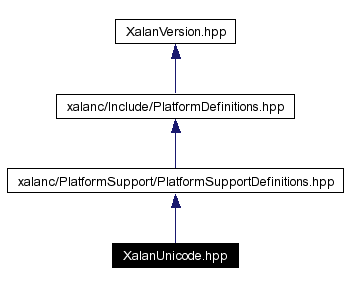 XalanVersion.hpp
xalanc/Include/PlatformDefinitions.hpp
xalanc/PlatformSupport/PlatformSupportDefinitions.hpp
XalanUnicode.hpp